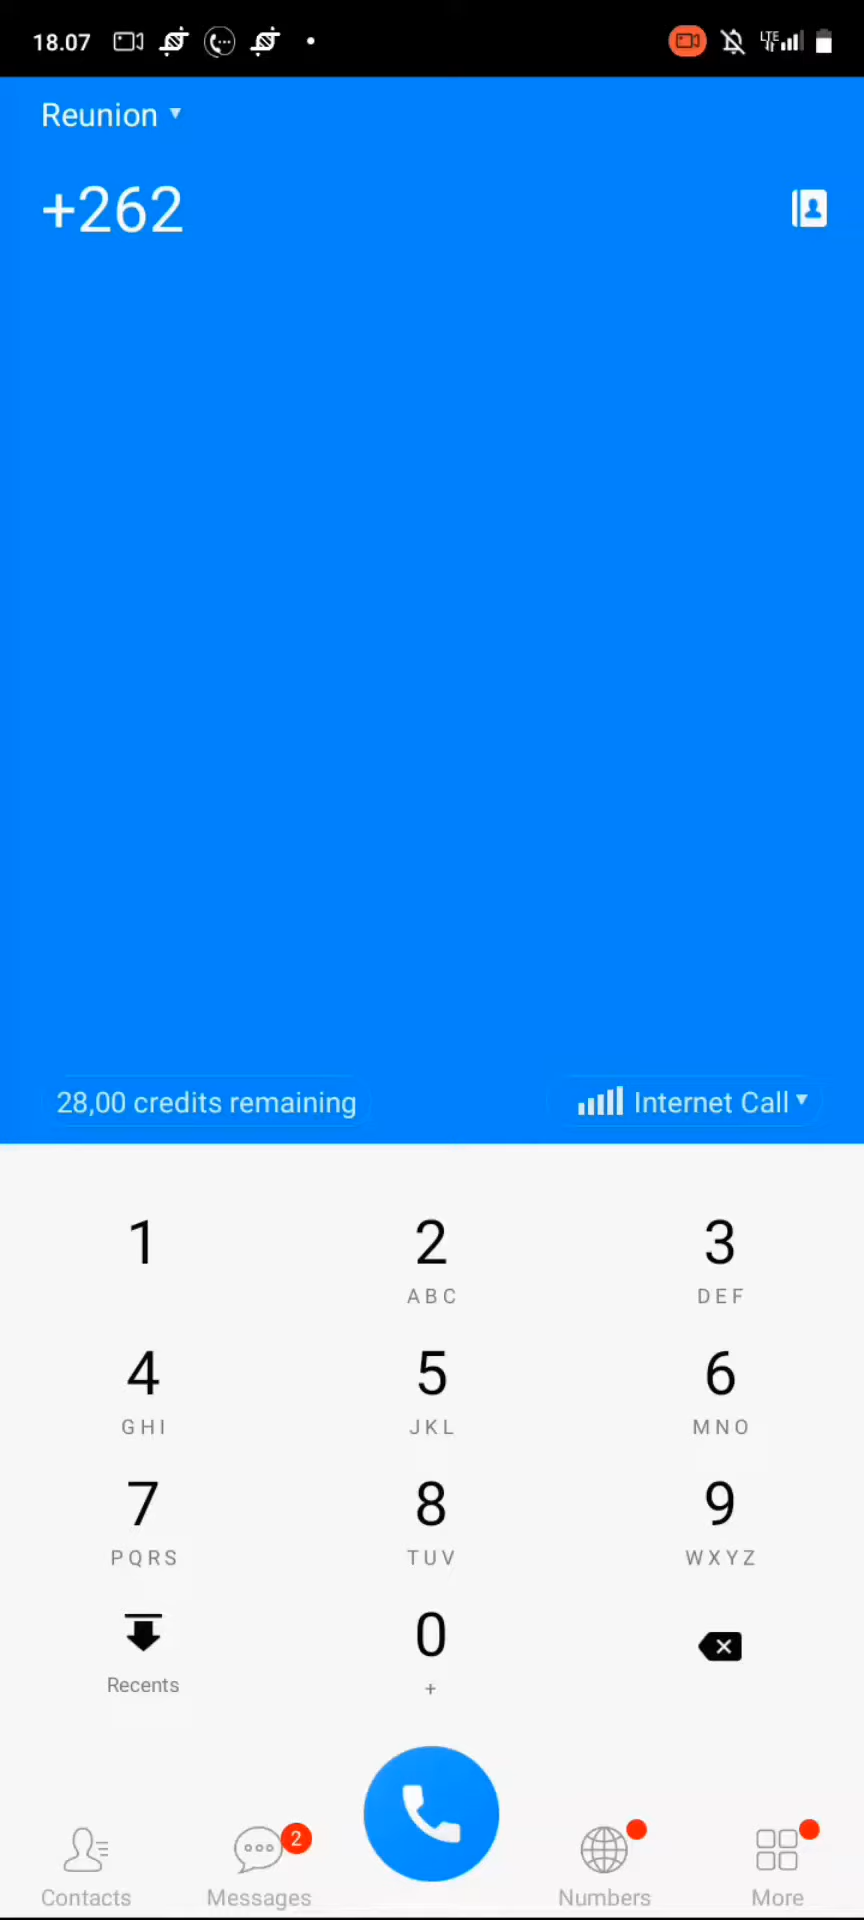 18.07 LTE
Reunion
+262
28,00 credits remaining Internet Call
1 2 3
ABC DEF
4 5 6
GHI JKL MNO
7 8 9
PQRS TUV WXYZ
0
Recents +
2
Contacts Messages Numbers More